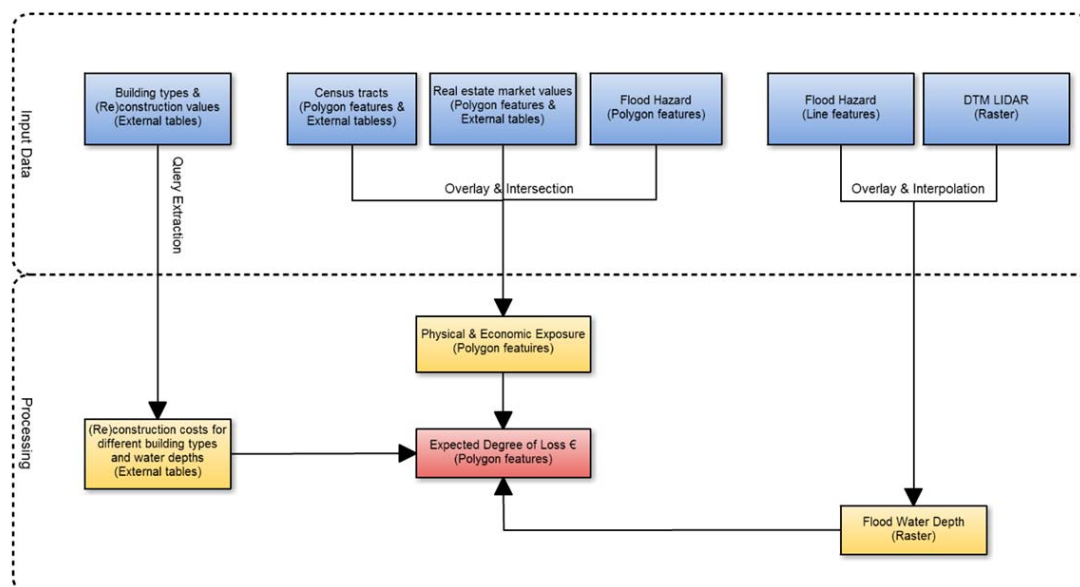 Input Data
Building types &
(Re)construction values
(External tables)
Census tracts
(Polygon features &
External tabless)
Real estate market values
(Polygon features &
External tables)
Flood Hazard
(Polygon features)
Flood Hazard
(Line features)
DTM LIDAR
(Raster)
Query Extraction
Overlay & Intersection
Overlay & Interpolation
Processing
Physical & Economic Exposure
(Polygon featuires)
(Re)construction costs for
different building types
and water depths
(External tables)
Expected Degree of Loss €
(Polygon features)
Flood Water Depth
(Raster)